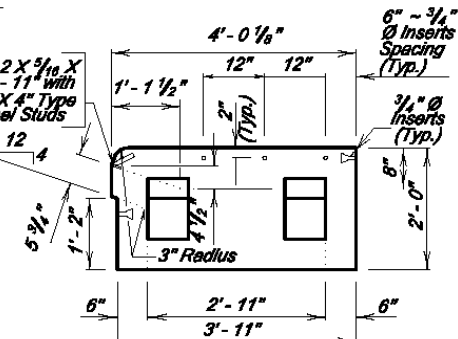 4'- 0 1/8"
6" ~ 3/4"
Ø Inserts
Spacing
(Typ.)
2 X 5/16 X
- 11" with
X 4" Type
el Studs
1'- 1 1/2"
12"
12"
2"
(Typ.)
3/4" Ø
Inserts
(Typ.)
12
4
5 3/4"
1'- 2"
4 1/2"
8"
2'- 0"
3" Radius
6"
2'- 11"
6"
3'- 11"